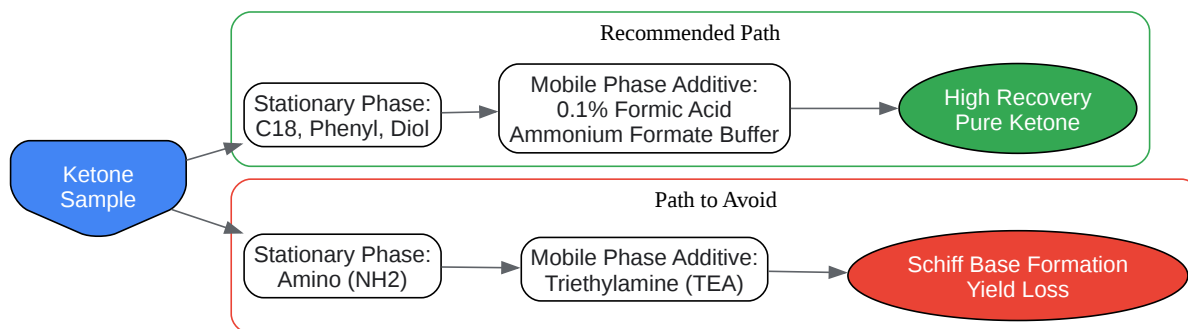 Recommended Path
Ketone
Sample
Stationary Phase:
C18, Phenyl, Diol
Mobile Phase Additive:
0.1% Formic Acid
Ammonium Formate Buffer
High Recovery
Pure Ketone
Path to Avoid
Stationary Phase:
Amino (NH2)
Mobile Phase Additive:
Triethylamine (TEA)
Schiff Base Formation
Yield Loss